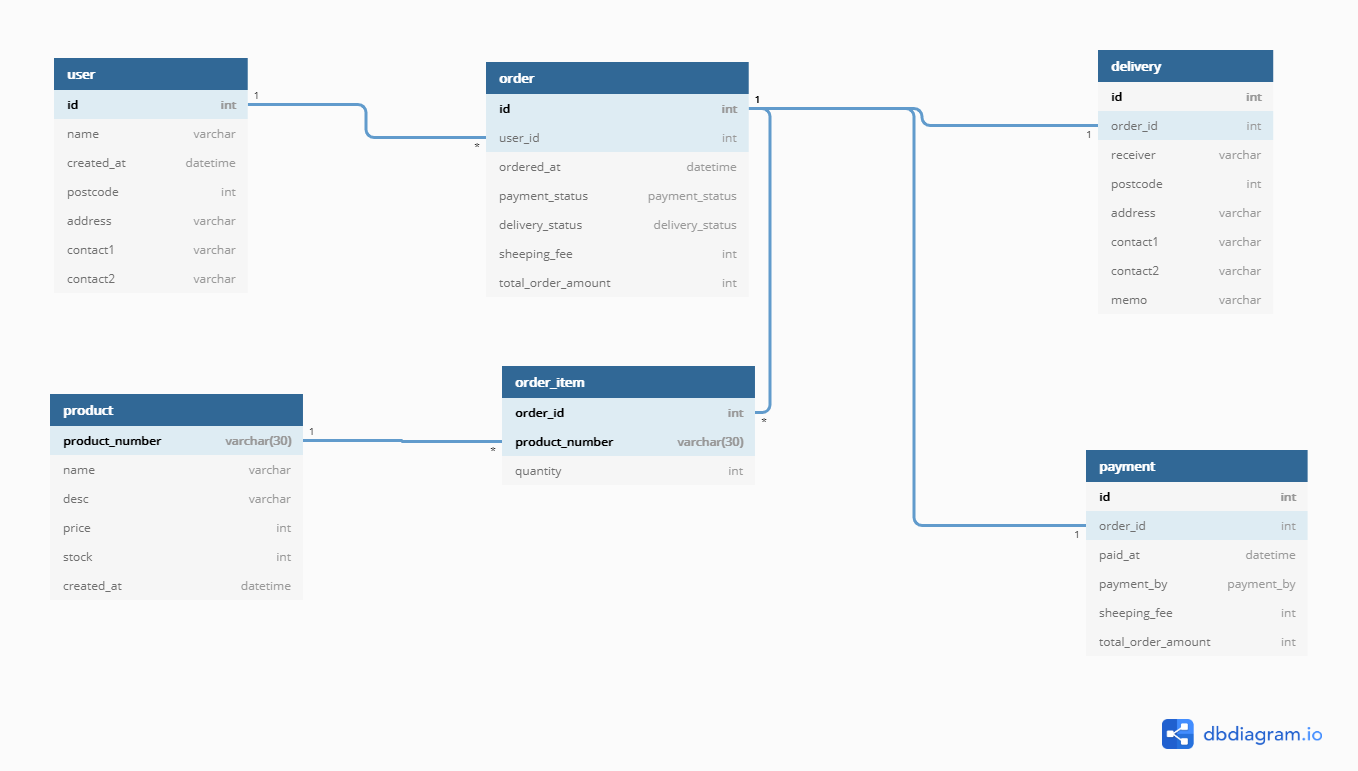 user
id int
name varchar
created_at datetime
postcode int
address varchar
contact1 varchar
contact2 varchar
1
*
order
id int
user_id int
ordered_at datetime
payment_status payment_status
delivery_status delivery_status
sheeping_fee int
total_order_amount int
1
delivery
id int
order_id int
receiver varchar
postcode int
address varchar
contact1 varchar
contact2 varchar
memo varchar
1
product
product_number varchar(30)
name varchar
desc varchar
price int
stock int
created_at datetime
1
*
order_item
order_id int
product_number varchar(30)
quantity int
*
payment
id int
order_id int
paid_at datetime
payment_by payment_by
sheeping_fee int
total_order_amount int
1
dbdiagram.io